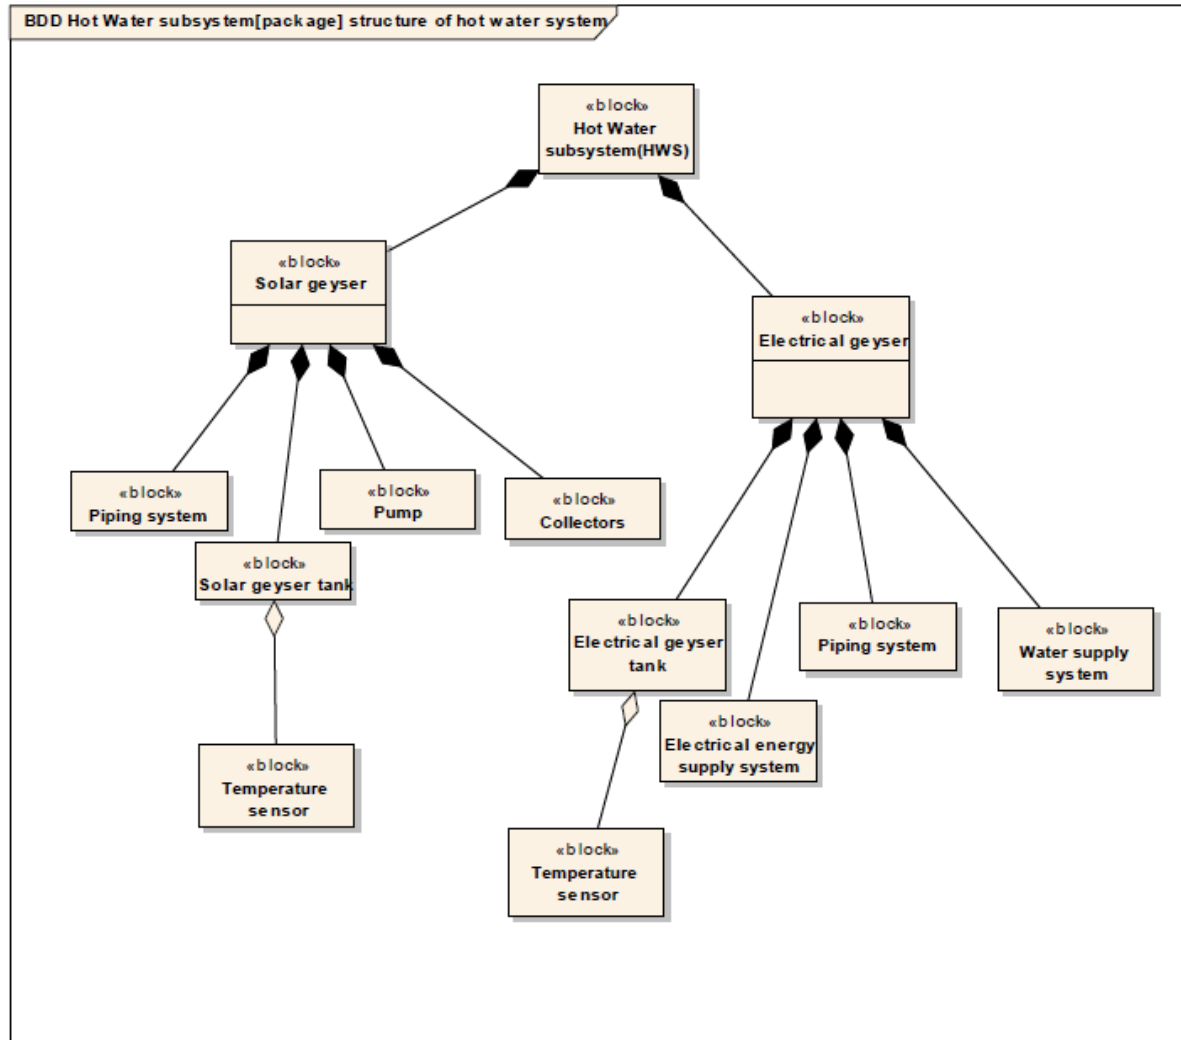 BDD Hot Water subsystem[package] structure of hot water system
«block»
Hot Water
subsystem(HWS)
«block»
Solar geyser
«block»
Electrical geyser
«block»
Piping system
«block»
Pump
«block»
Collectors
«block»
Solar geyser tank
«block»
Electrical geyser
tank
«block»
Piping system
«block»
Water supply
system
«block»
Electrical energy
supply system
«block»
Temperature
sensor
«block»
Temperature
sensor